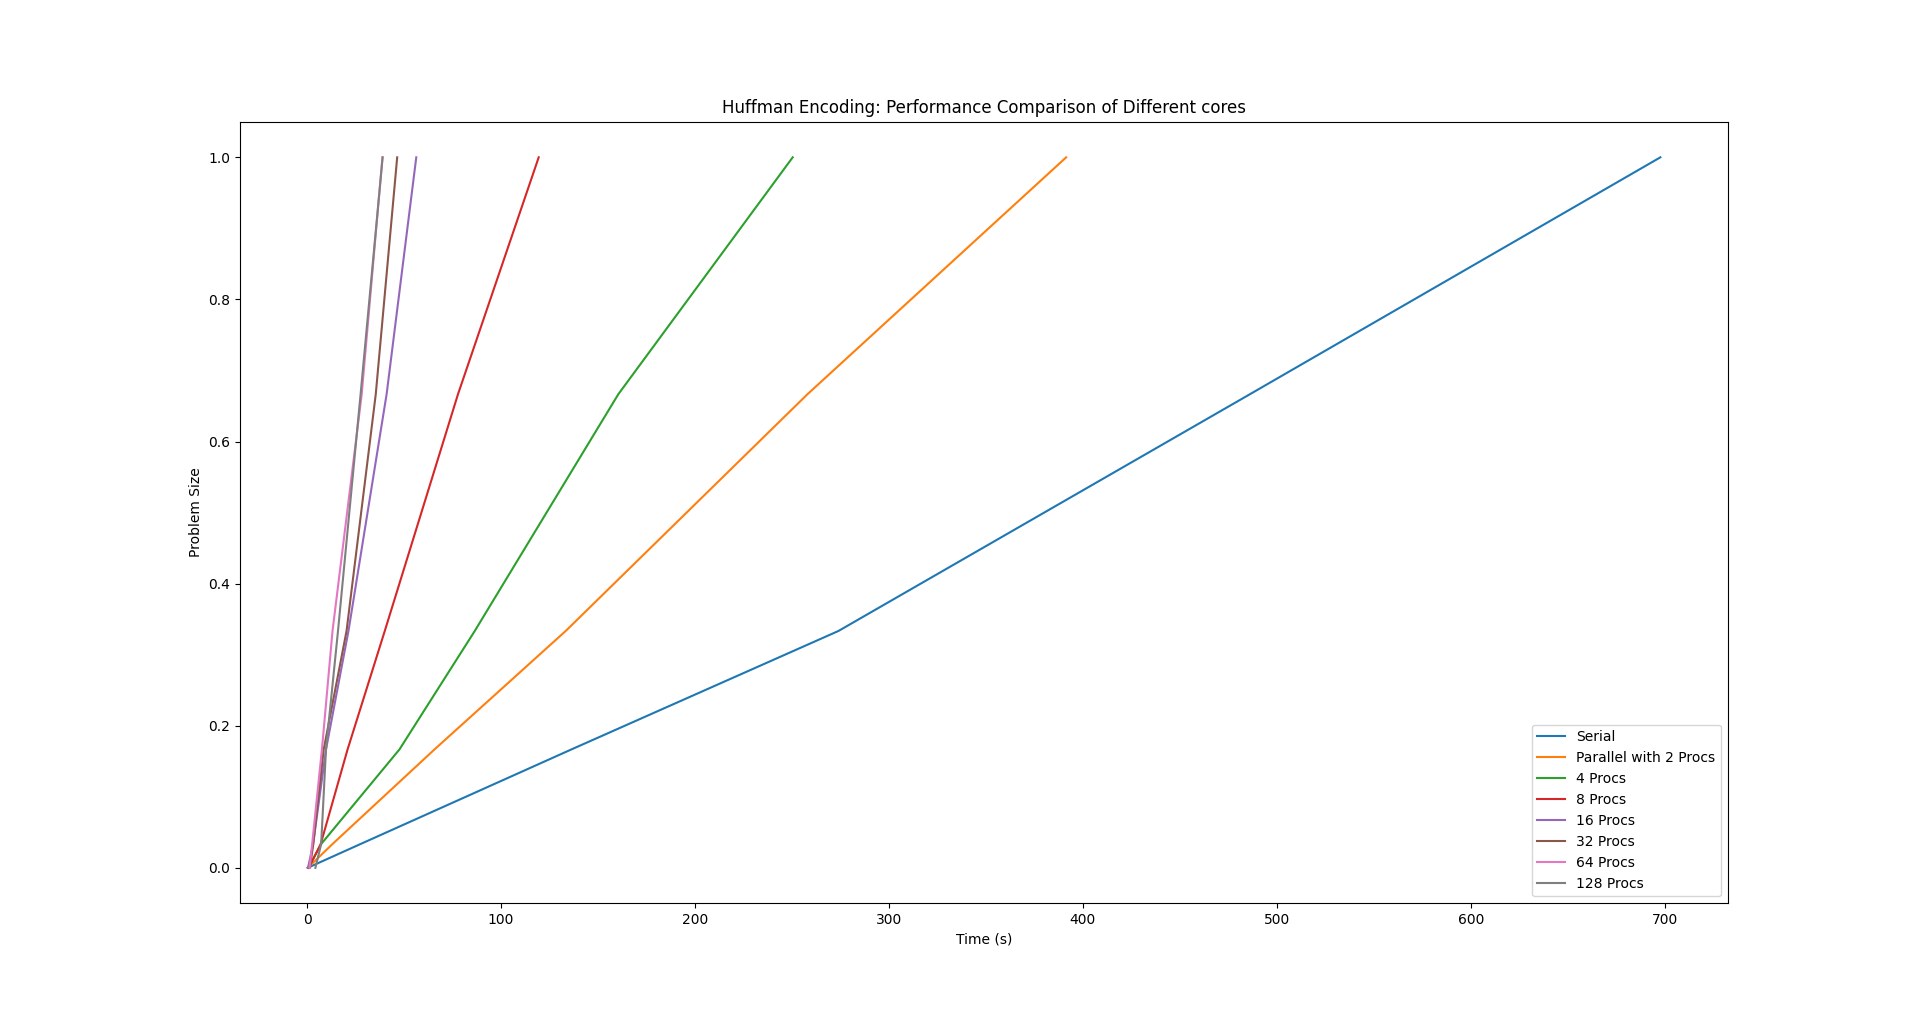 Huffman Encoding: Performance Comparison of Different cores
Problem Size
1.0
0.8
0.6
0.4
0.2
0.0
0 100 200 300 400 500 600 700
Time (s)
Serial
Parallel with 2 Procs
4 Procs
8 Procs
16 Procs
32 Procs
64 Procs
128 Procs